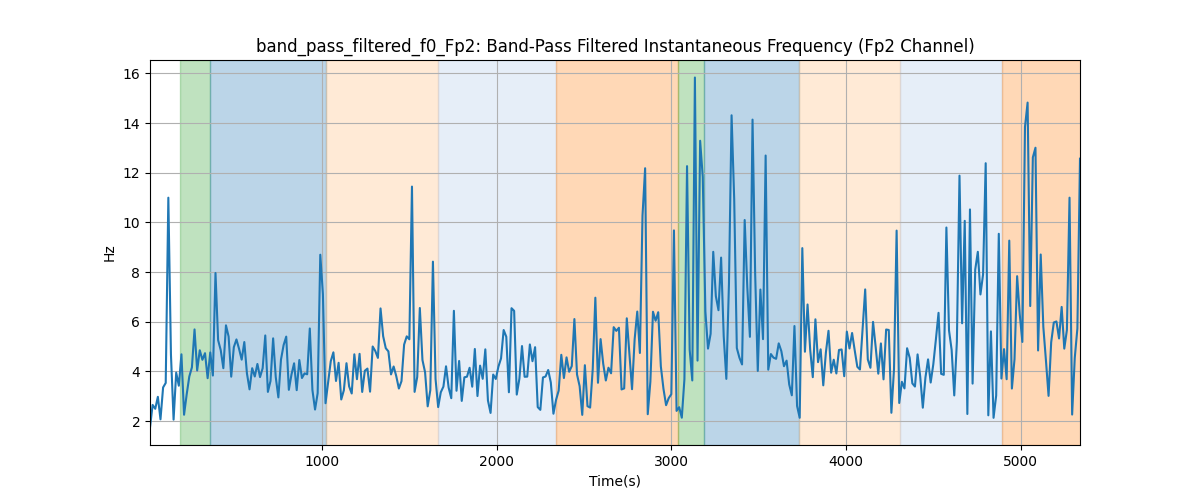 band_pass_filtered_f0_Fp2: Band-Pass Filtered Instantaneous Frequency (Fp2 Channel)
16
14
12
10
8
6
4
2
Hz
1000 2000 3000 4000 5000
Time(s)